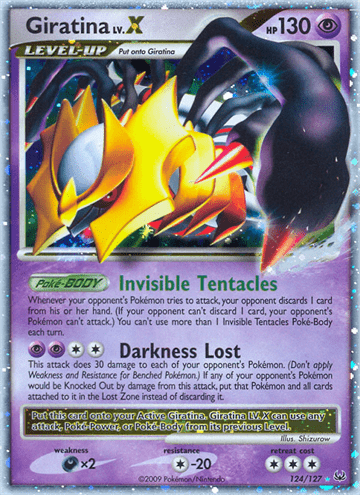 Giratina LV.X HP 130
LEVEL-UP Put onto Giratina
Poké-BODY Invisible Tentacles
Whenever your opponent's Pokémon tries to attack, your opponent discards 1 card
from his or her hand. (If your opponent can't discard 1 card, your opponent's
Pokémon can't attack.) You can't use more than 1 Invisible Tentacles Poké-Body
each turn.
Darkness Lost
This attack does 30 damage to each of your opponent's Pokémon. (Don't apply
Weakness and Resistance for Benched Pokémon.) If any of your opponent's Pokémon
would be Knocked Out by damage from this attack, put that Pokémon and all cards
attached to it in the Lost Zone instead of discarding it.
Put this card onto your Active Giratina. Giratina LV.X can use any
attack, Poké-Power, or Poké-Body from its previous Level.
Illus. Shizurow
weakness resistance retreat cost
×2 -20
©2009 Pokémon/Nintendo 124/127